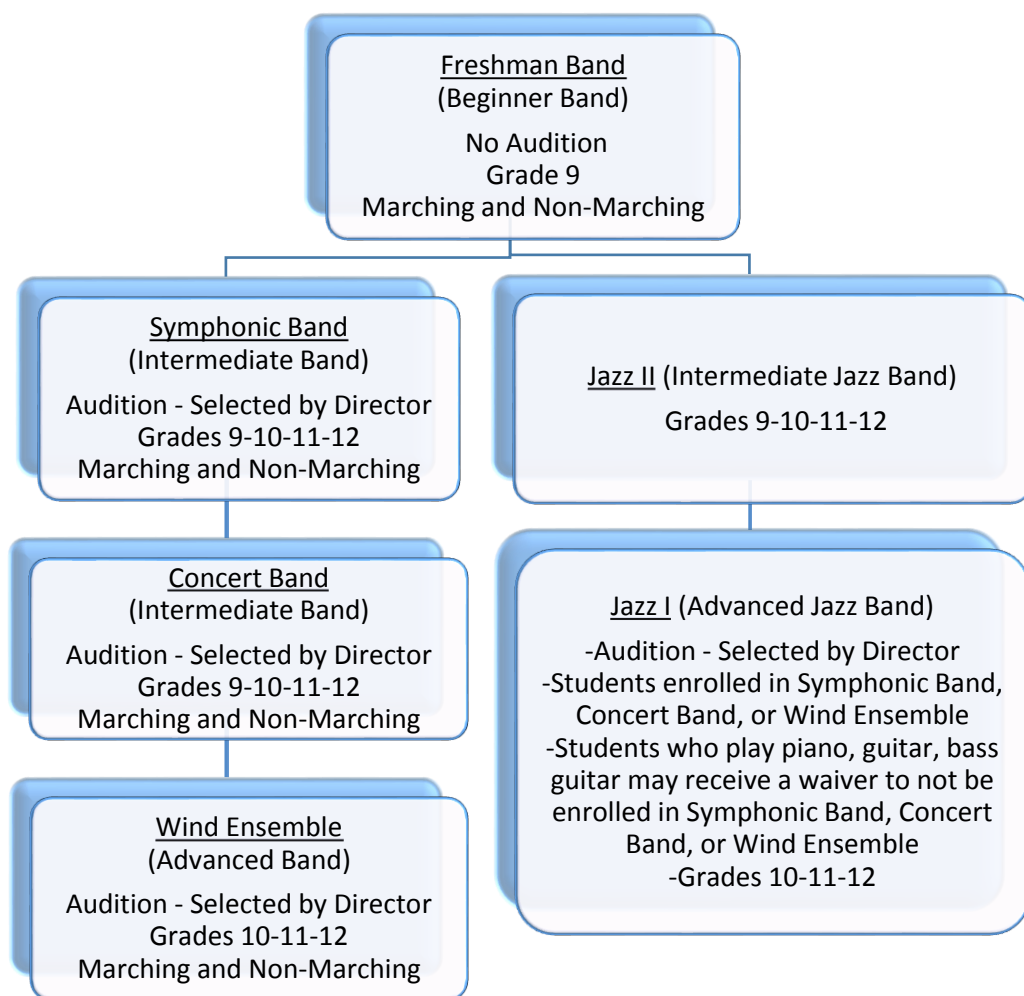 Freshman Band
(Beginner Band)
No Audition
Grade 9
Marching and Non-Marching
Symphonic Band
(Intermediate Band)
Audition - Selected by Director
Grades 9-10-11-12
Marching and Non-Marching
Concert Band
(Intermediate Band)
Audition - Selected by Director
Grades 9-10-11-12
Marching and Non-Marching
Wind Ensemble
(Advanced Band)
Audition - Selected by Director
Grades 10-11-12
Marching and Non-Marching
Jazz II (Intermediate Jazz Band)
Grades 9-10-11-12
Jazz I (Advanced Jazz Band)
-Audition - Selected by Director
-Students enrolled in Symphonic Band,
Concert Band, or Wind Ensemble
-Students who play piano, guitar, bass
guitar may receive a waiver to not be
enrolled in Symphonic Band, Concert
Band, or Wind Ensemble
-Grades 10-11-12